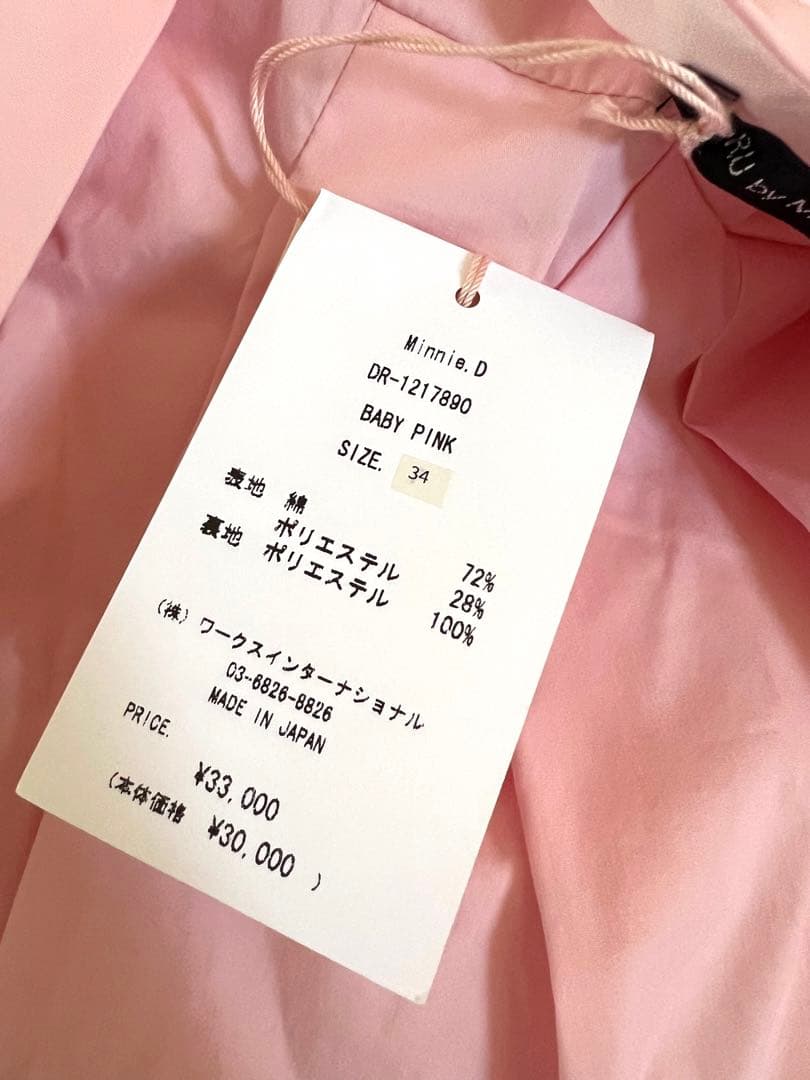 RU by
Minnie.D
DR-1217890
BABY PINK
SIZE. 34
表地 綿 72%
ポリエステル 28%
裏地 ポリエステル 100%
(株) ワークスインターナショナル
03-6826-8826
MADE IN JAPAN
PRICE.
¥33,000
(本体価格 ¥30,000 )